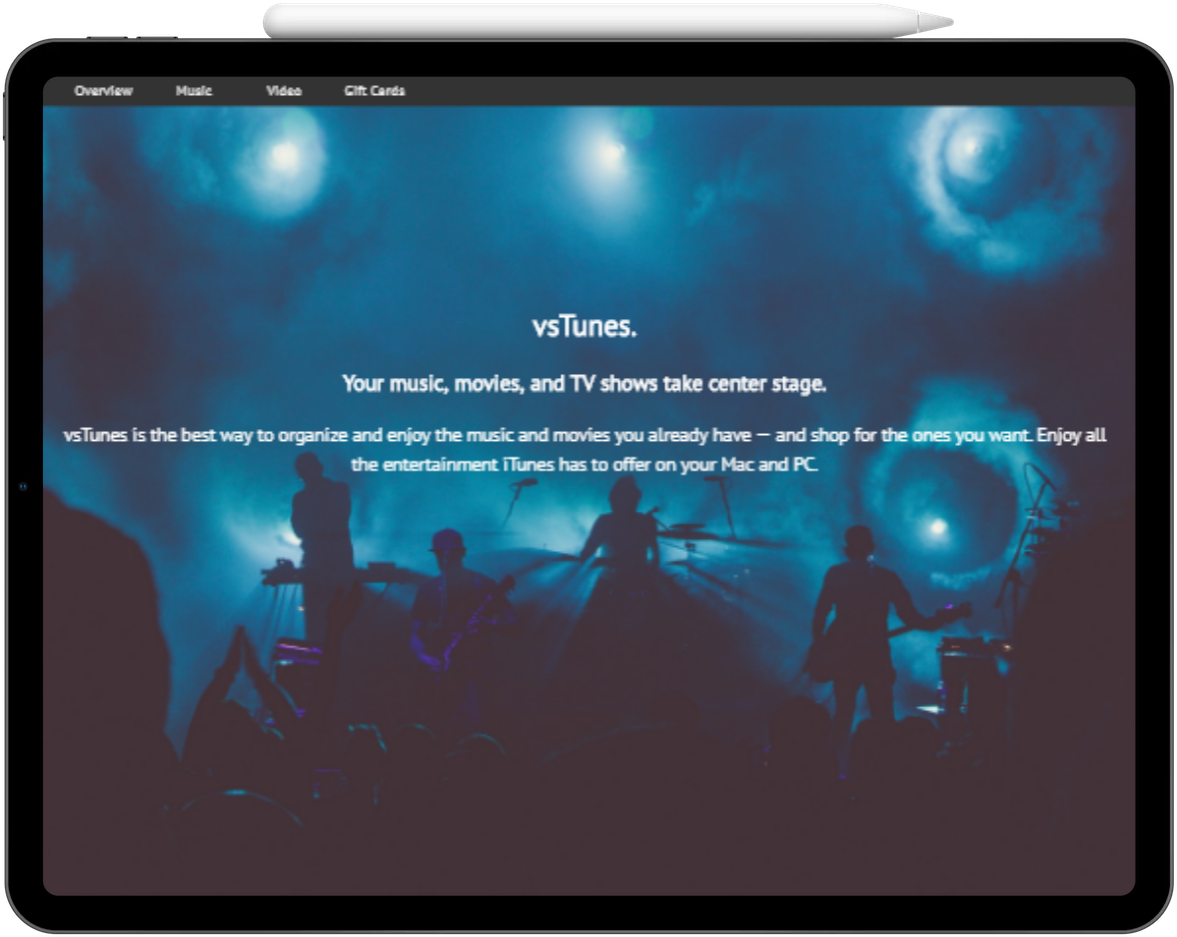 Overview Music Video Gift Cards
vsTunes.
Your music, movies, and TV shows take center stage.
vsTunes is the best way to organize and enjoy the music and movies you already have — and shop for the ones you want. Enjoy all
the entertainment iTunes has to offer on your Mac and PC.